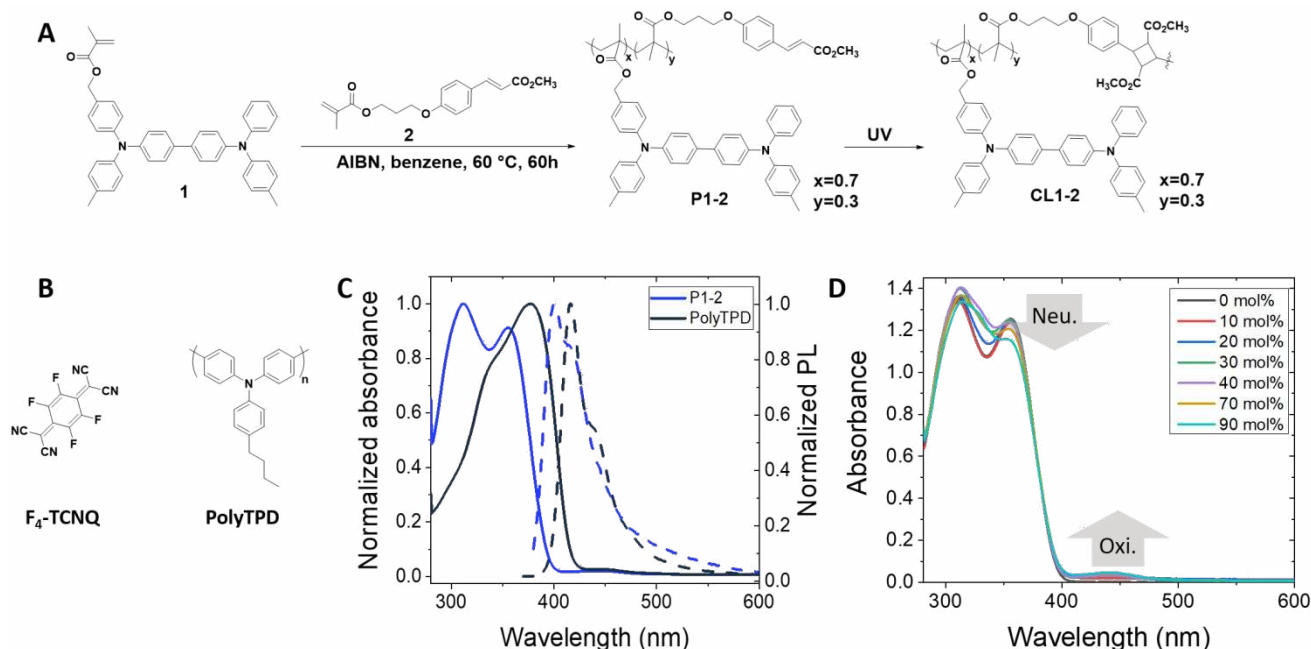 A
O
O
N
N
1
O
O
O
CO₂CH₃
2
AIBN, benzene, 60 °C, 60h
x
y
O
O
O
CO₂CH₃
O
O
N
N
P1-2
x=0.7
y=0.3
UV
x
y
O
O
O
CO₂CH₃
H₃CO₂C
O
O
N
N
CL1-2
x=0.7
y=0.3
B
NC
CN
F
F
CN
NC
F
F
CN
F₄-TCNQ
n
N
PolyTPD
C
Normalized absorbance
1.0
0.8
0.6
0.4
0.2
0.0
P1-2
PolyTPD
1.0
0.8
0.6
0.4
0.2
0.0
Normalized PL
300 400 500 600
Wavelength (nm)
D
Absorbance
1.4
1.2
1.0
0.8
0.6
0.4
0.2
0.0
Neu.
Oxi.
0 mol%
10 mol%
20 mol%
30 mol%
40 mol%
70 mol%
90 mol%
300 400 500 600
Wavelength (nm)